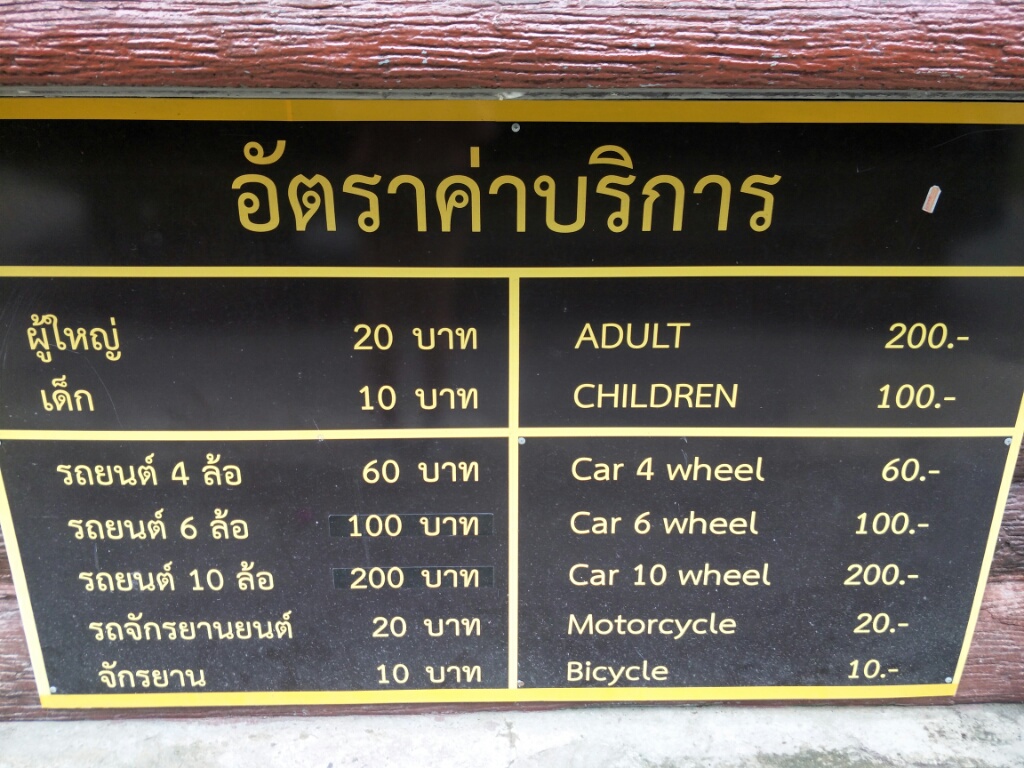 อัตราค่าบริการ
ผู้ใหญ่ 20 บาท
เด็ก 10 บาท
รถยนต์ 4 ล้อ 60 บาท
รถยนต์ 6 ล้อ 100 บาท
รถยนต์ 10 ล้อ 200 บาท
รถจักรยานยนต์ 20 บาท
จักรยาน 10 บาท
ADULT 200.-
CHILDREN 100.-
Car 4 wheel 60.-
Car 6 wheel 100.-
Car 10 wheel 200.-
Motorcycle 20.-
Bicycle 10.-